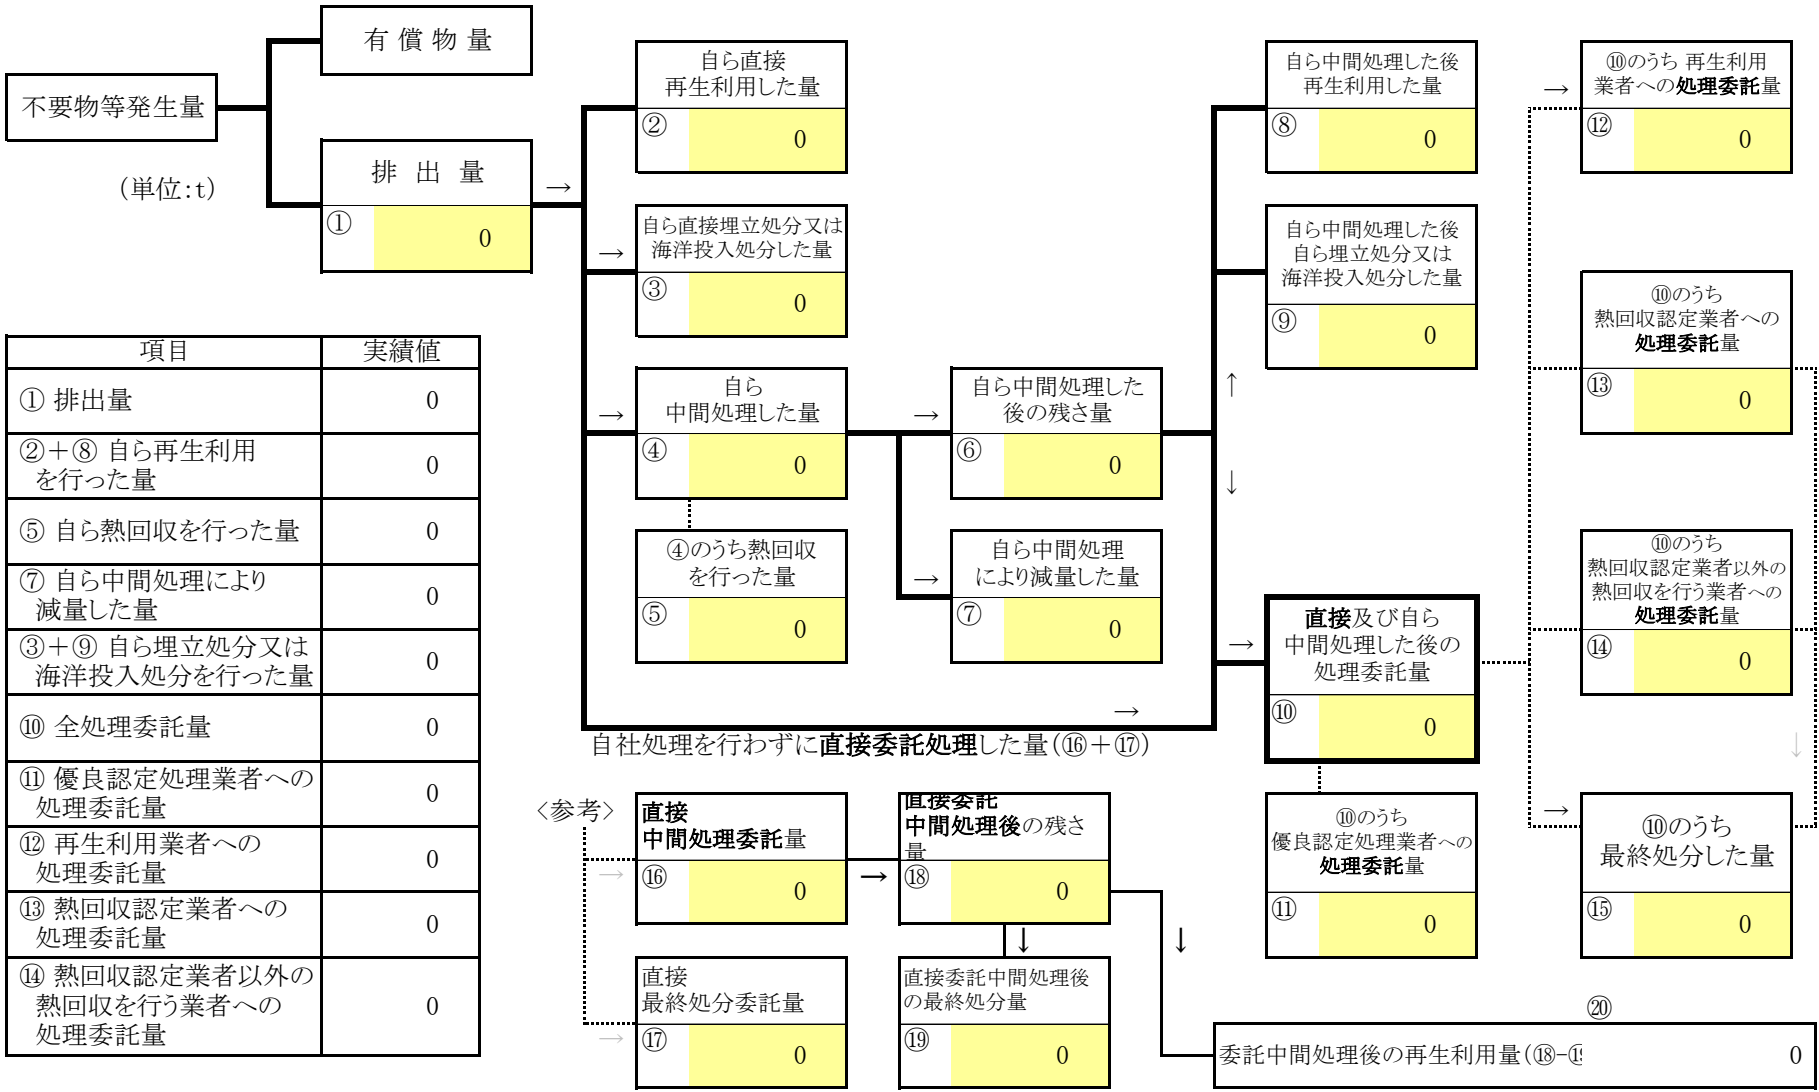 有 償 物 量
不要物等発生量
(単位:t)
排 出 量
→
①
0
自ら直接
再生利用した量
②
0
→
自ら直接埋立処分又は
海洋投入処分した量
③
0
→
自ら
中間処理した量
④
0
④のうち熱回収
を行った量
⑤
0
→
自ら中間処理した
後の残さ量
⑥
0
→
自ら中間処理
により減量した量
⑦
0
自ら中間処理した後
再生利用した量
⑧
0
自ら中間処理した後
自ら埋立処分又は
海洋投入処分した量
⑨
0
↑
↓
→
直接及び自ら
中間処理した後の
処理委託量
⑩
0
→
自社処理を行わずに直接委託処理した量(⑯+⑰)
⑩のうち
優良認定処理業者への
処理委託量
⑪
0
→
⑩のうち 再生利用
業者への処理委託量
⑫
0
⑩のうち
熱回収認定業者への
処理委託量
⑬
0
⑩のうち
熱回収認定業者以外の
熱回収を行う業者への
処理委託量
⑭
0
↓
→
⑩のうち
最終処分した量
⑮
0
項目 実績値
① 排出量 0
②+⑧ 自ら再生利用
を行った量 0
⑤ 自ら熱回収を行った量 0
⑦ 自ら中間処理により
減量した量 0
③+⑨ 自ら埋立処分又は
海洋投入処分を行った量 0
⑩ 全処理委託量 0
⑪ 優良認定処理業者への
処理委託量 0
⑫ 再生利用業者への
処理委託量 0
⑬ 熱回収認定業者への
処理委託量 0
⑭ 熱回収認定業者以外の
熱回収を行う業者への
処理委託量 0
<参考>
→
直接
中間処理委託量
⑯
0
→
直接
最終処分委託量
⑰
0
→
直接委託
中間処理後の残さ
量
⑱
0
↓
直接委託中間処理後
の最終処分量
⑲
0
↓
⑳
委託中間処理後の再生利用量(⑱-⑲
0